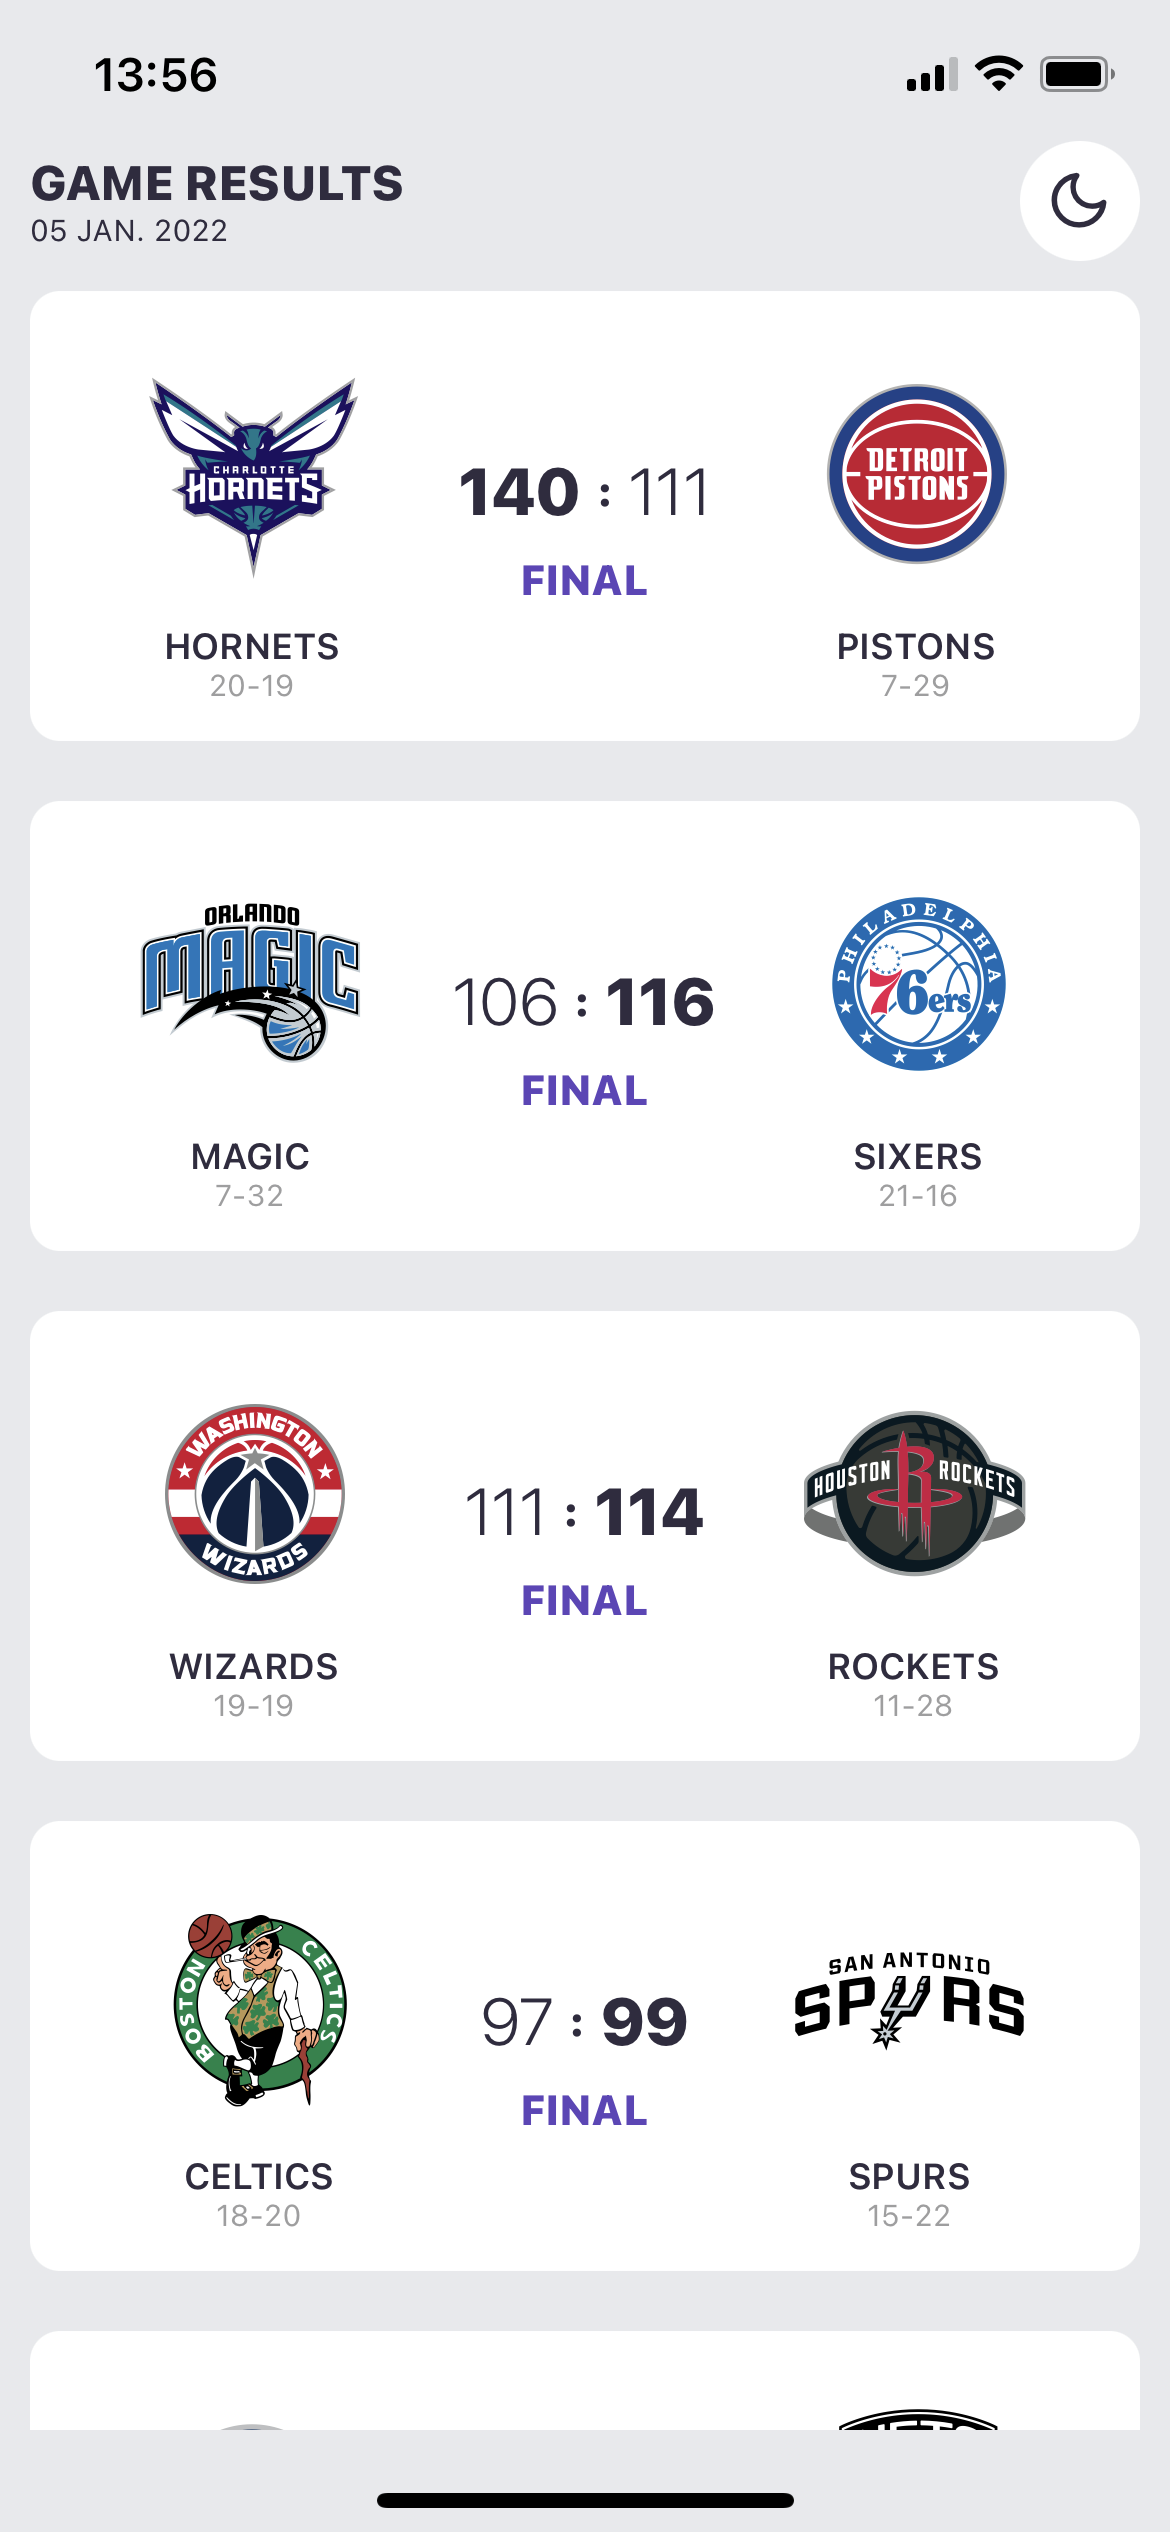 13:56
GAME RESULTS
05 JAN. 2022
CHARLOTTE
HORNETS
140 : 111
FINAL
DETROIT
PISTONS
HORNETS
20-19
PISTONS
7-29
ORLANDO
MAGIC
106 : 116
FINAL
PHILADELPHIA
76ers
MAGIC
7-32
SIXERS
21-16
WASHINGTON
WIZARDS
111 : 114
FINAL
HOUSTON ROCKETS
R
WIZARDS
19-19
ROCKETS
11-28
BOSTON CELTICS
97 : 99
FINAL
SAN ANTONIO
SPURS
CELTICS
18-20
SPURS
15-22